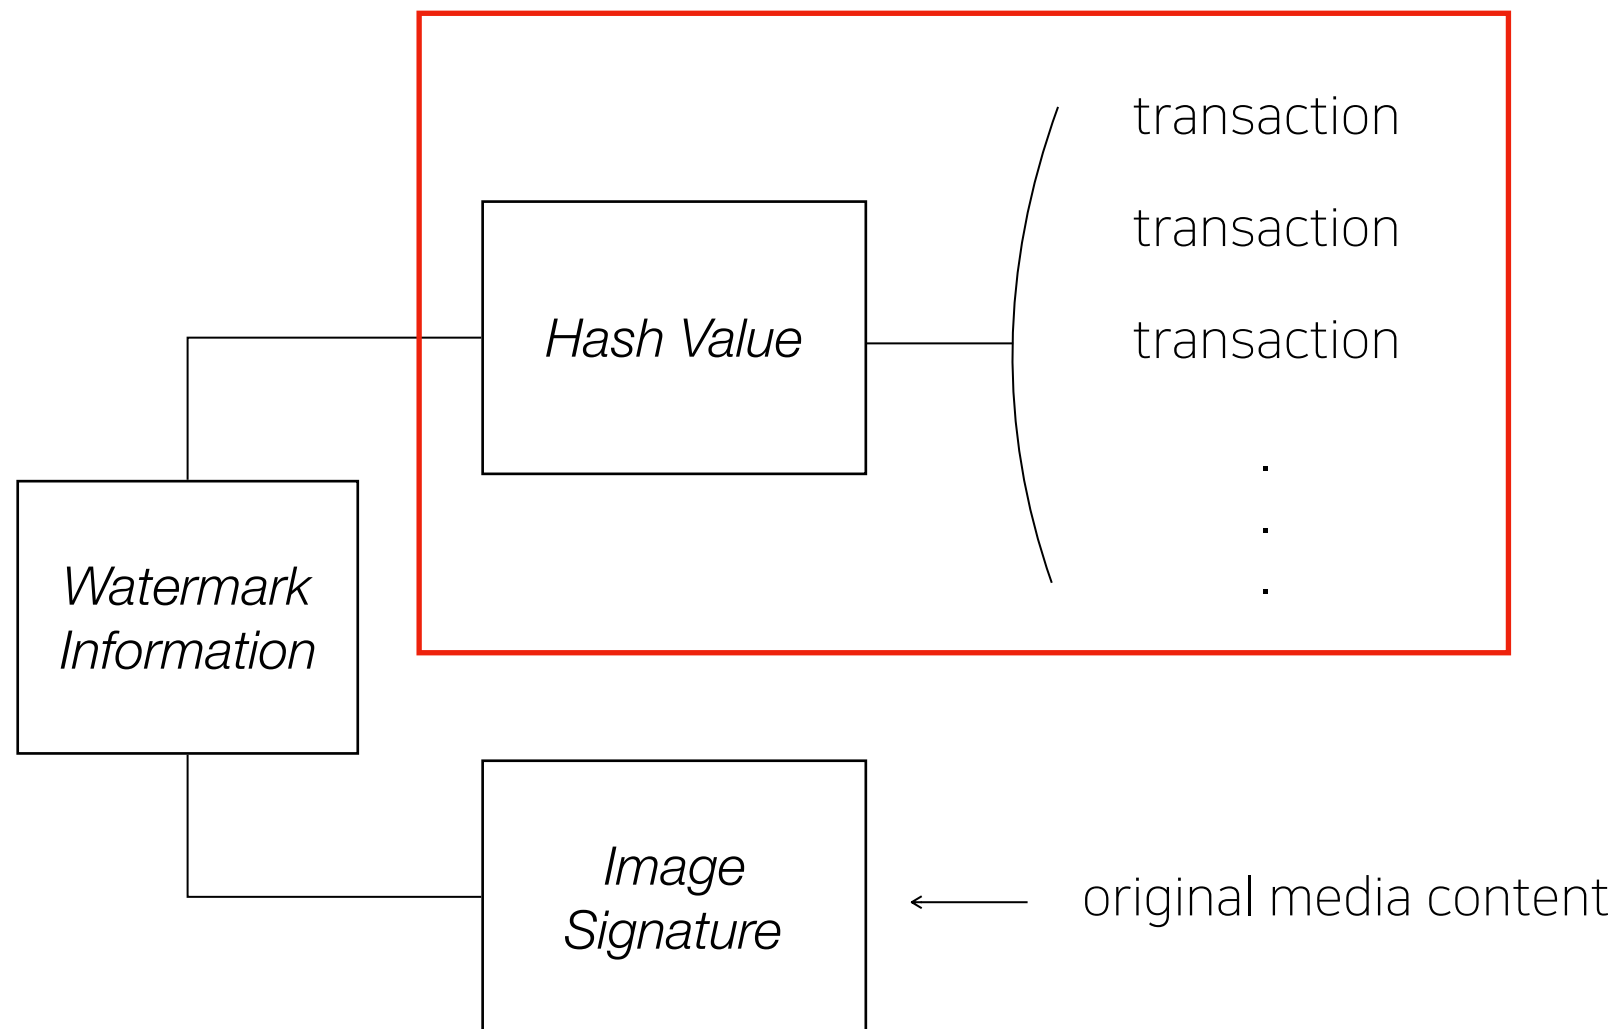 transaction
transaction
transaction
Hash Value
.
.
.
Watermark
Information
Image
Signature
original media content